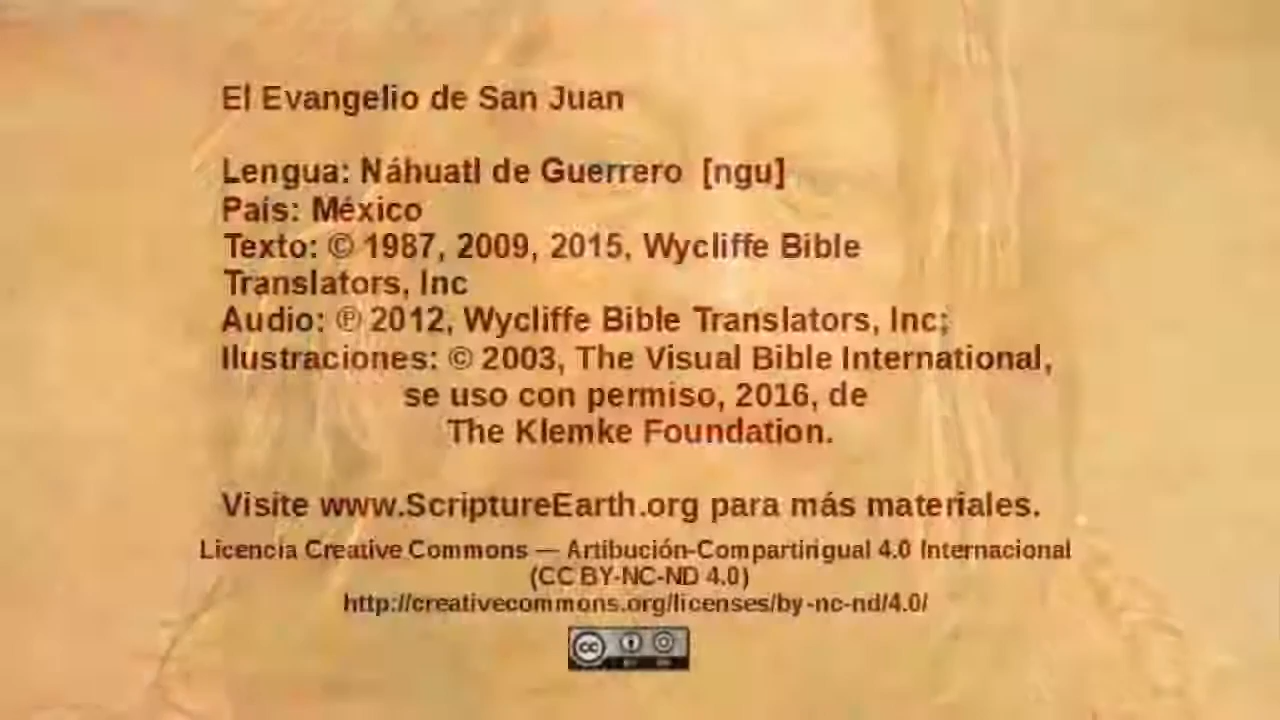 El Evangelio de San Juan
Lengua: Náhuatl de Guerrero [ngu]
País: México
Texto: © 1987, 2009, 2015, Wycliffe Bible
Translators, Inc
Audio: ℗ 2012, Wycliffe Bible Translators, Inc;
Ilustraciones: © 2003, The Visual Bible International,
se uso con permiso, 2016, de
The Klemke Foundation.
Visite www.ScriptureEarth.org para más materiales.
Licencia Creative Commons — Artibución-Compartirigual 4.0 Internacional
(CC BY-NC-ND 4.0)
http://creativecommons.org/licenses/by-nc-nd/4.0/
cc